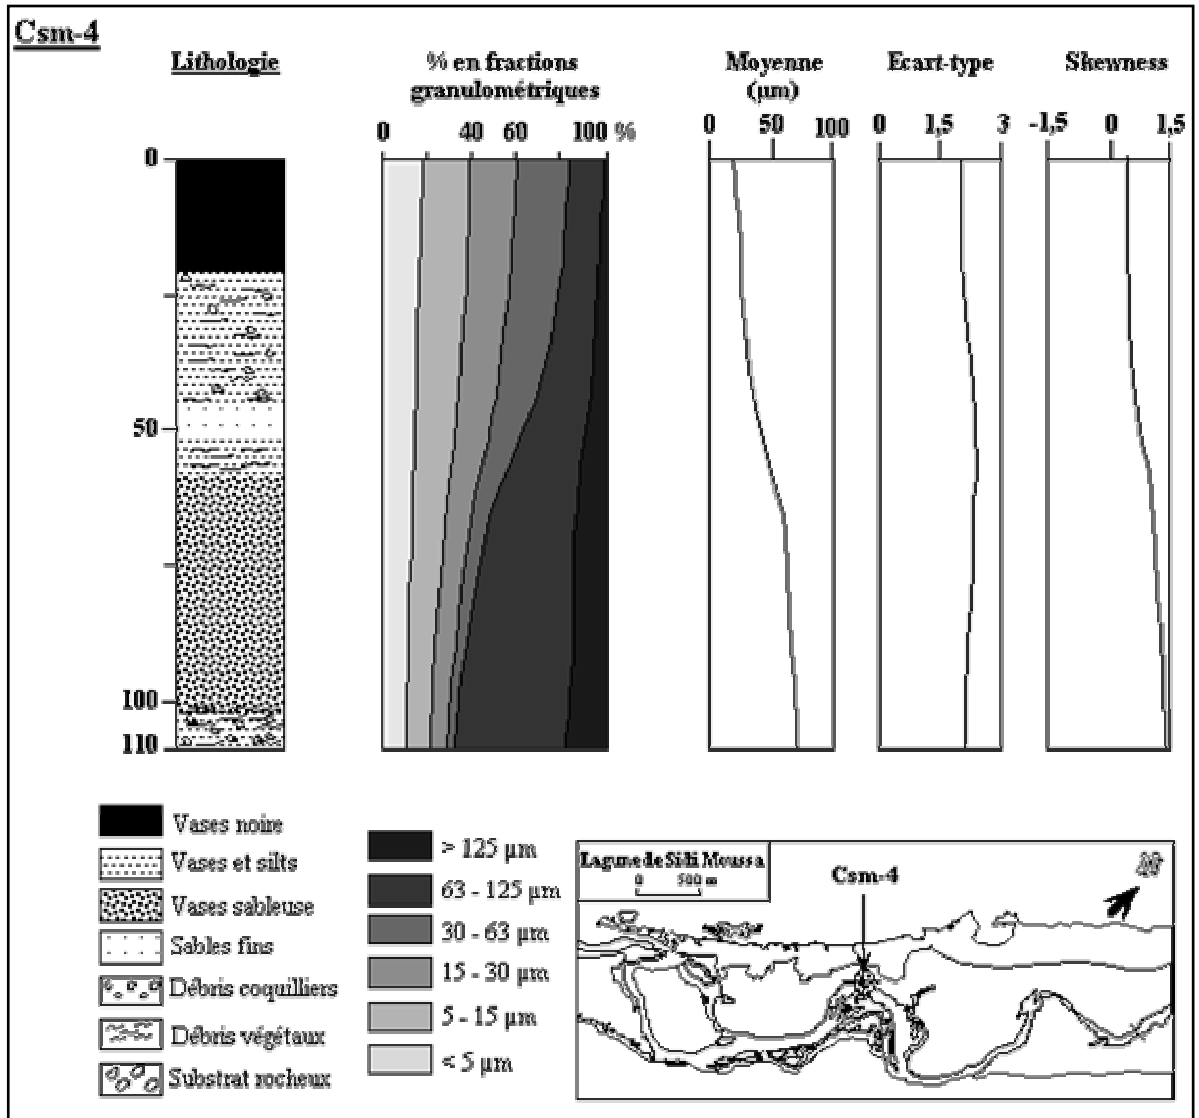 Csm-4
Lithologie
% en fractions
granulométriques
Moyenne
(µm)
Ecart-type
Skewness
0 40 60 100 %
0 50 100
0 1,5 3
-1,5 0 1,5
0
50
100
110
Vases noire
Vases et silts
Vases sableuse
Sables fins
Débris coquilliers
Débris végétaux
Substrat rocheux
> 125 µm
63 - 125 µm
30 - 63 µm
15 - 30 µm
5 - 15 µm
< 5 µm
Lagune de Sidi Moussa
0 500 m
Csm-4
N